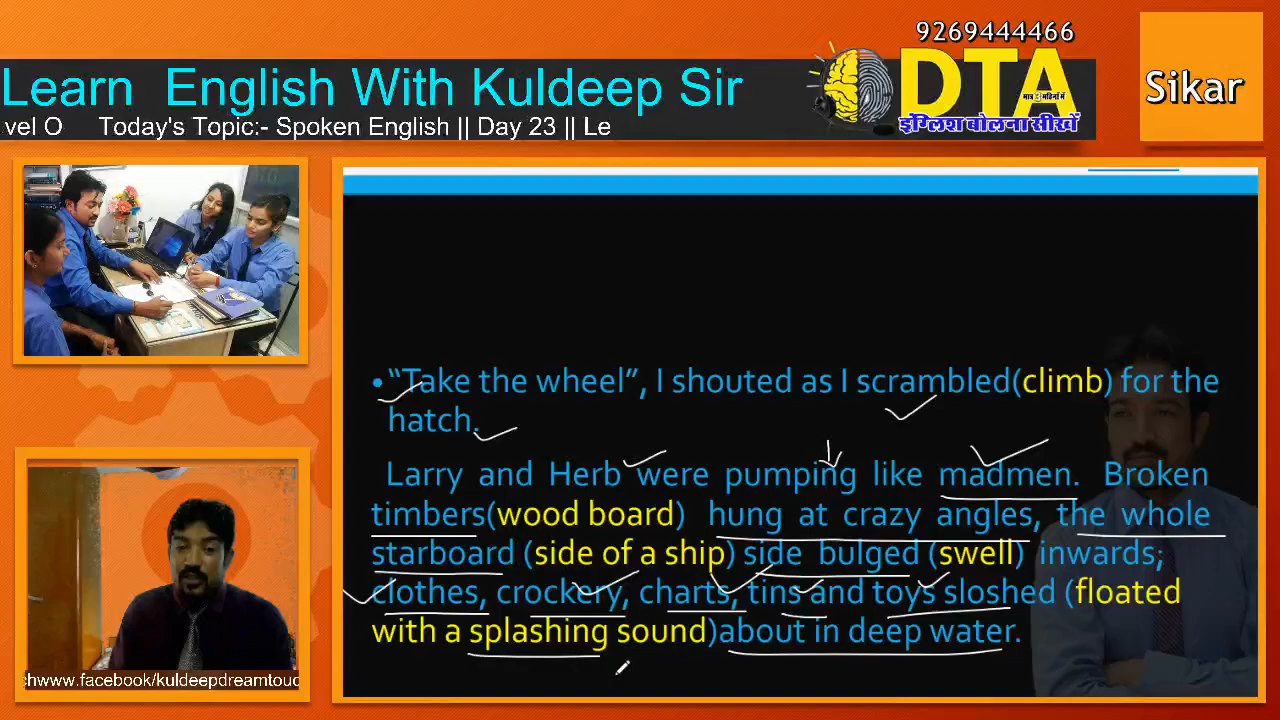 9269444466
Learn English With Kuldeep Sir
DTA
Sikar
इंग्लिश बोलना सीखें
vel O Today's Topic:- Spoken English || Day 23 || Le
• “Take the wheel”, I shouted as I scrambled(climb) for the
hatch.
Larry and Herb were pumping like madmen. Broken
timbers(wood board) hung at crazy angles, the whole
starboard (side of a ship) side bulged (swell) inwards;
clothes, crockery, charts, tins and toys sloshed (floated
with a splashing sound)about in deep water.
hwww.facebook/kuldeepdreamtouc